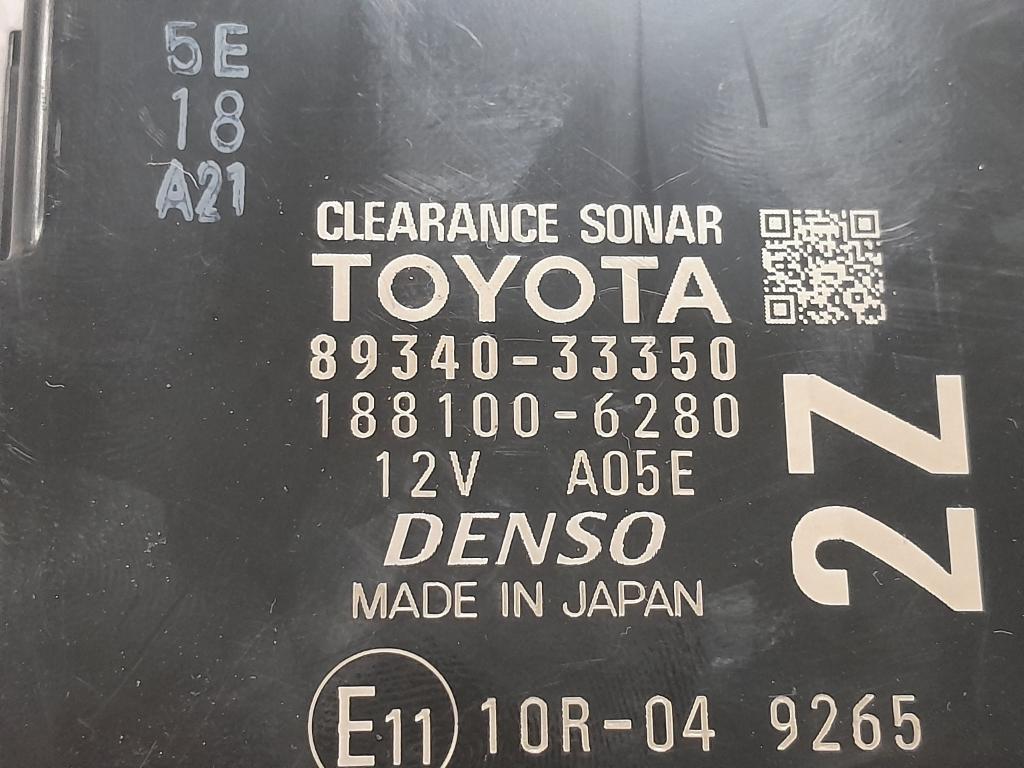 5E
18
A21
CLEARANCE SONAR
TOYOTA
89340-33350
188100-6280
12V A05E
DENSO
MADE IN JAPAN
2Z
E11 10R-04 9265